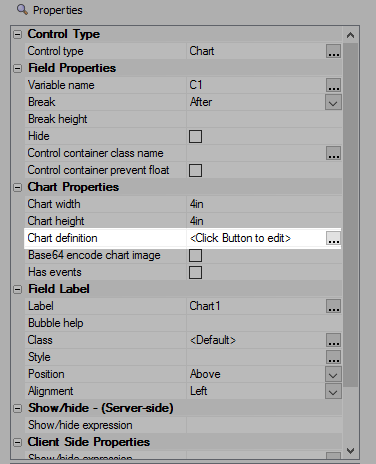 Properties
Control Type
Control type Chart ...
Field Properties
Variable name C1 ...
Break After
Break height
Hide
Control container class name ...
Control container prevent float
Chart Properties
Chart width 4in
Chart height 4in
Chart definition <Click Button to edit> ...
Base64 encode chart image
Has events
Field Label
Label Chart1 ...
Bubble help
Class <Default> ...
Style ...
Position Above
Alignment Left
Show/hide - (Server-side)
Show/hide expression
Client Side Properties
Show/hide expression ...